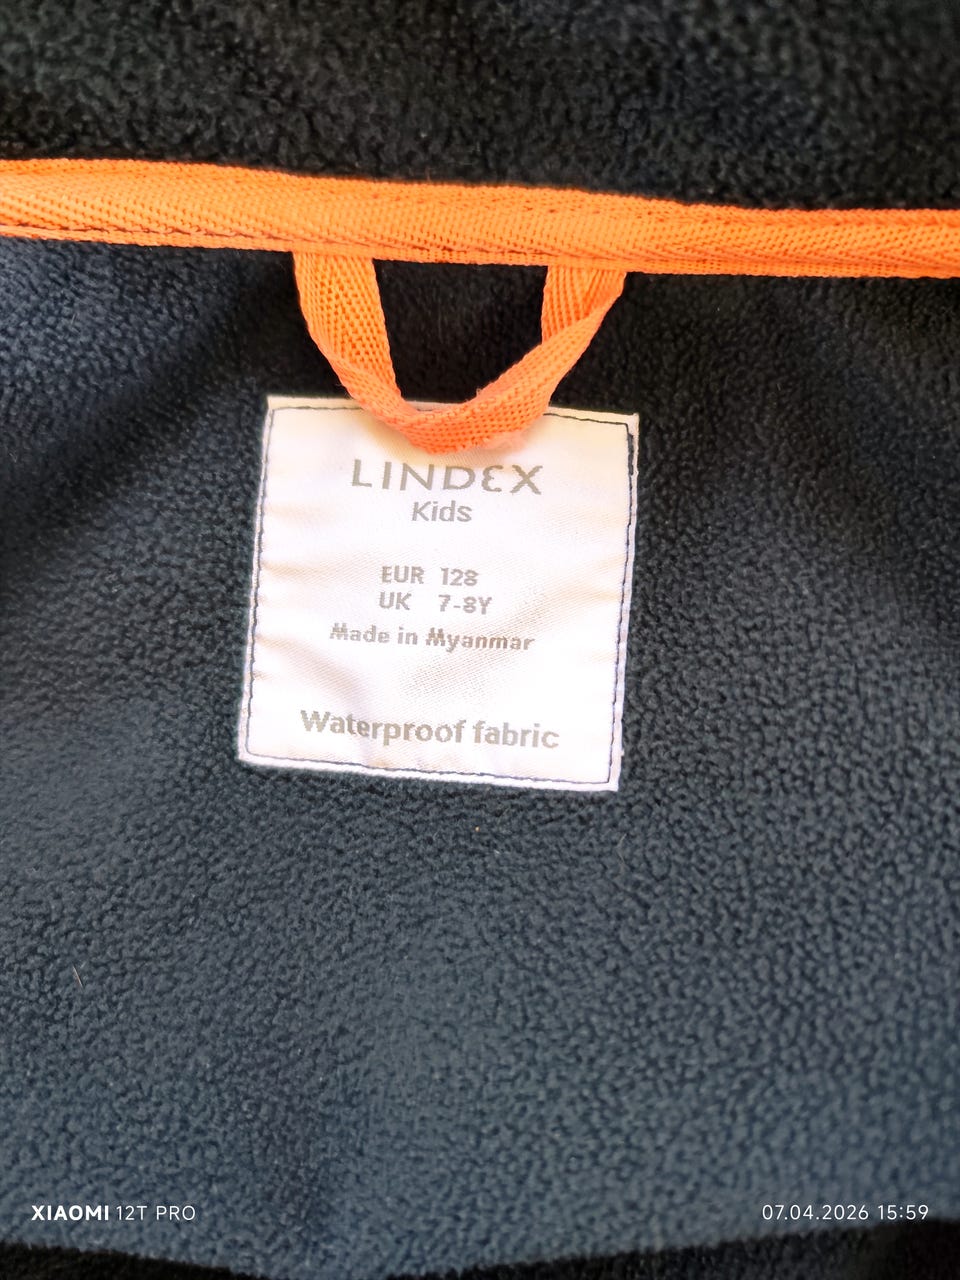 LINDEX
Kids
EUR 128
UK 7-8Y
Made in Myanmar
Waterproof fabric
XIAOMI 12T PRO
07.04.2026 15:59